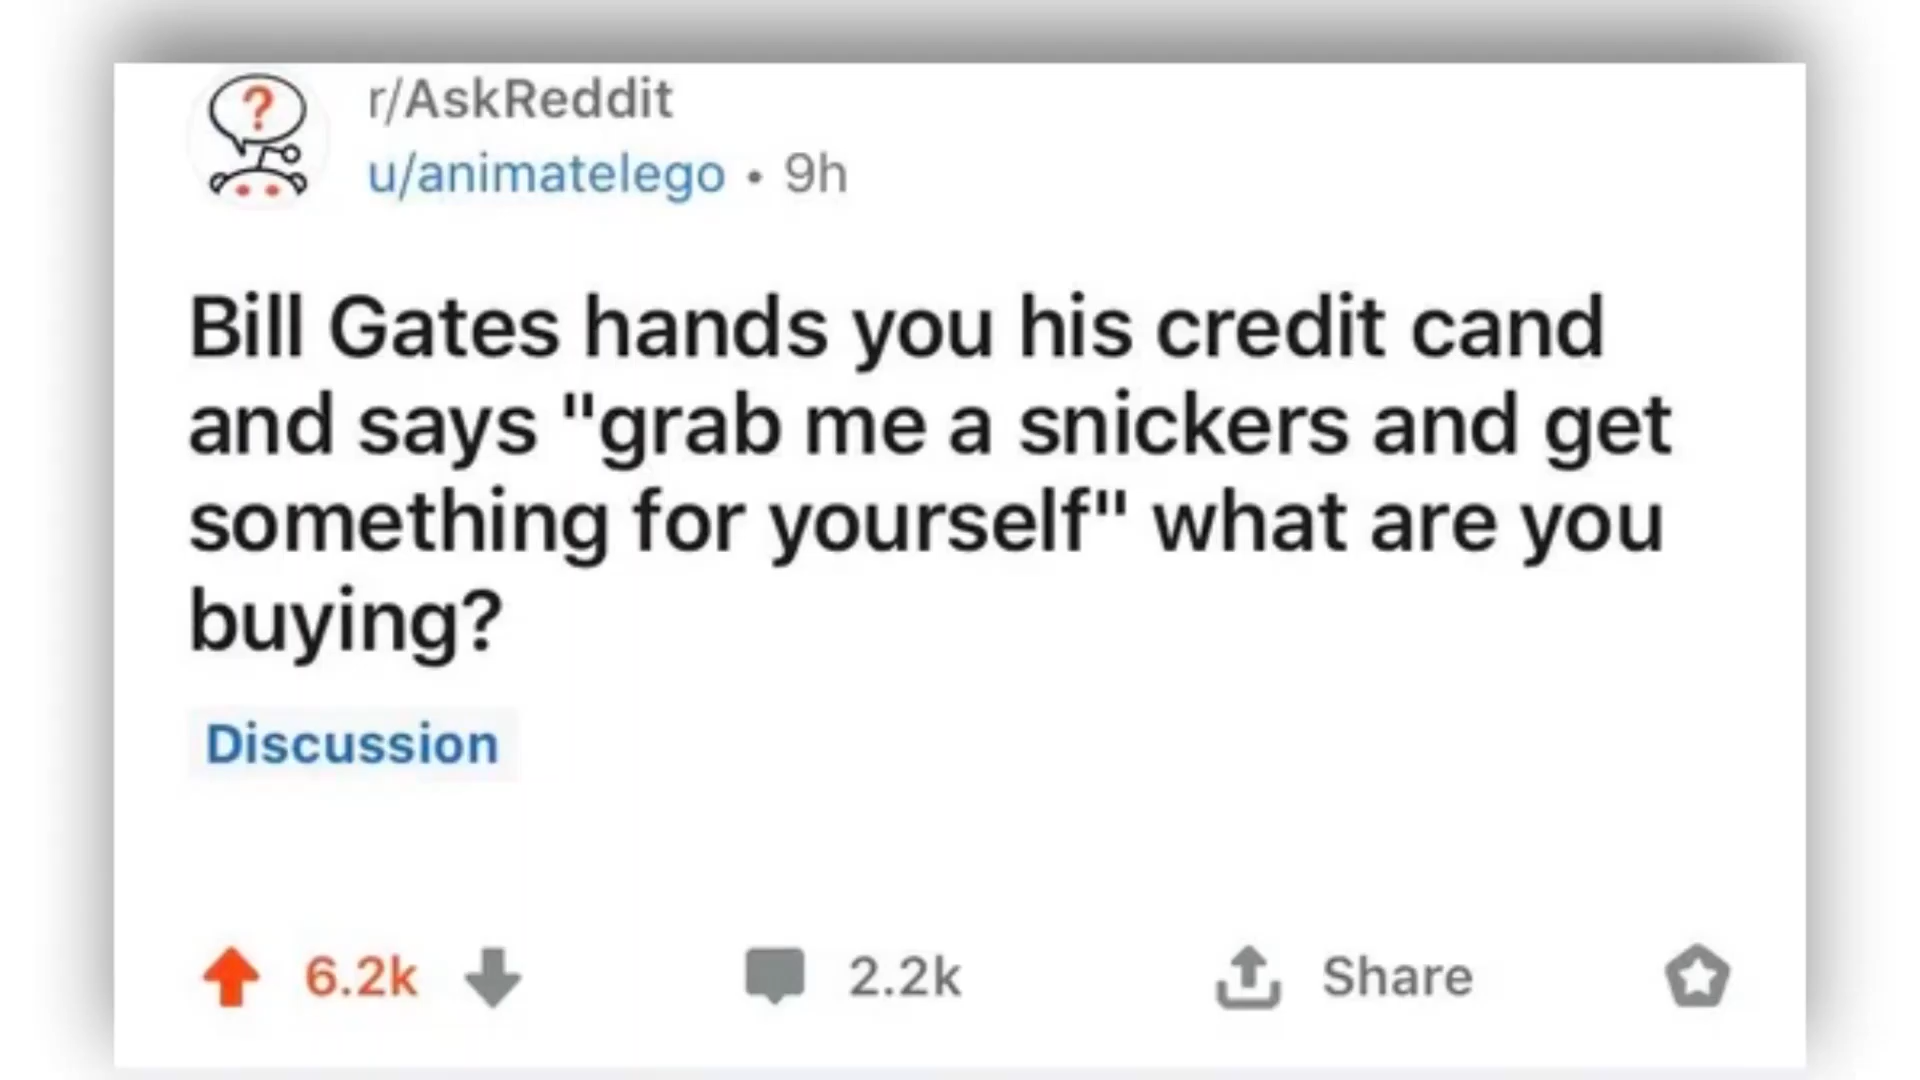 ?
r/AskReddit
u/animatelego • 9h
Bill Gates hands you his credit cand
and says "grab me a snickers and get
something for yourself" what are you
buying?
Discussion
6.2k
2.2k
Share